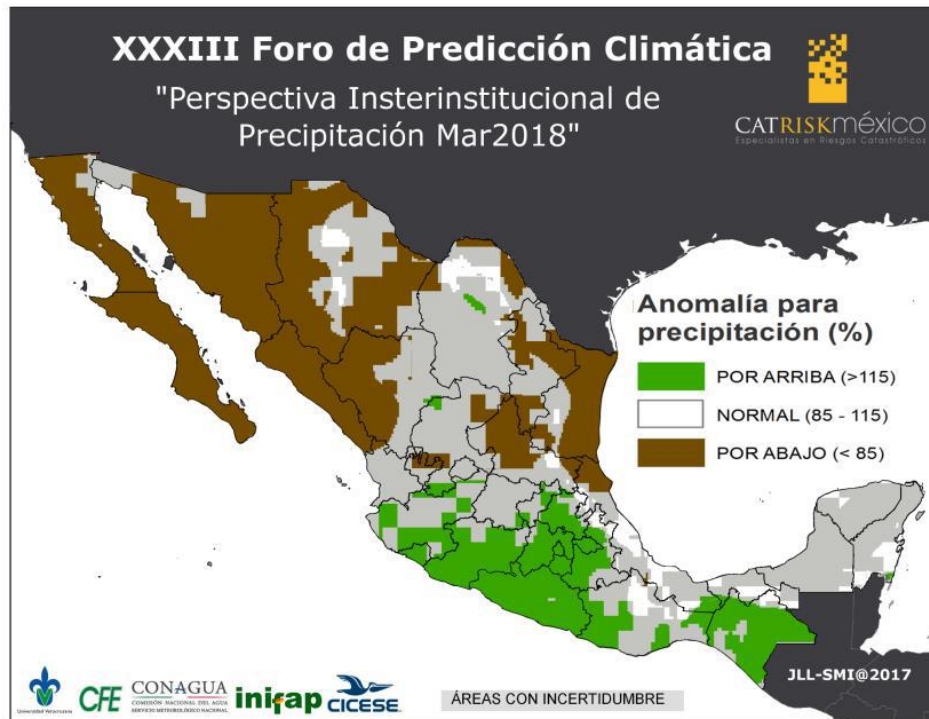 XXXIII Foro de Predicción Climática
"Perspectiva Insterinstitucional de
Precipitación Mar2018"
CATRISKméxico
Especialistas en Riesgos Catastróficos
Anomalía para
precipitación (%)
POR ARRIBA (>115)
NORMAL (85 - 115)
POR ABAJO (< 85)
JLL-SMI@2017
Universidad Veracruzana
CFE
CONAGUA
COMISIÓN NACIONAL DEL AGUA
SERVICIO METEOROLÓGICO NACIONAL
inifap
CICESE
ÁREAS CON INCERTIDUMBRE